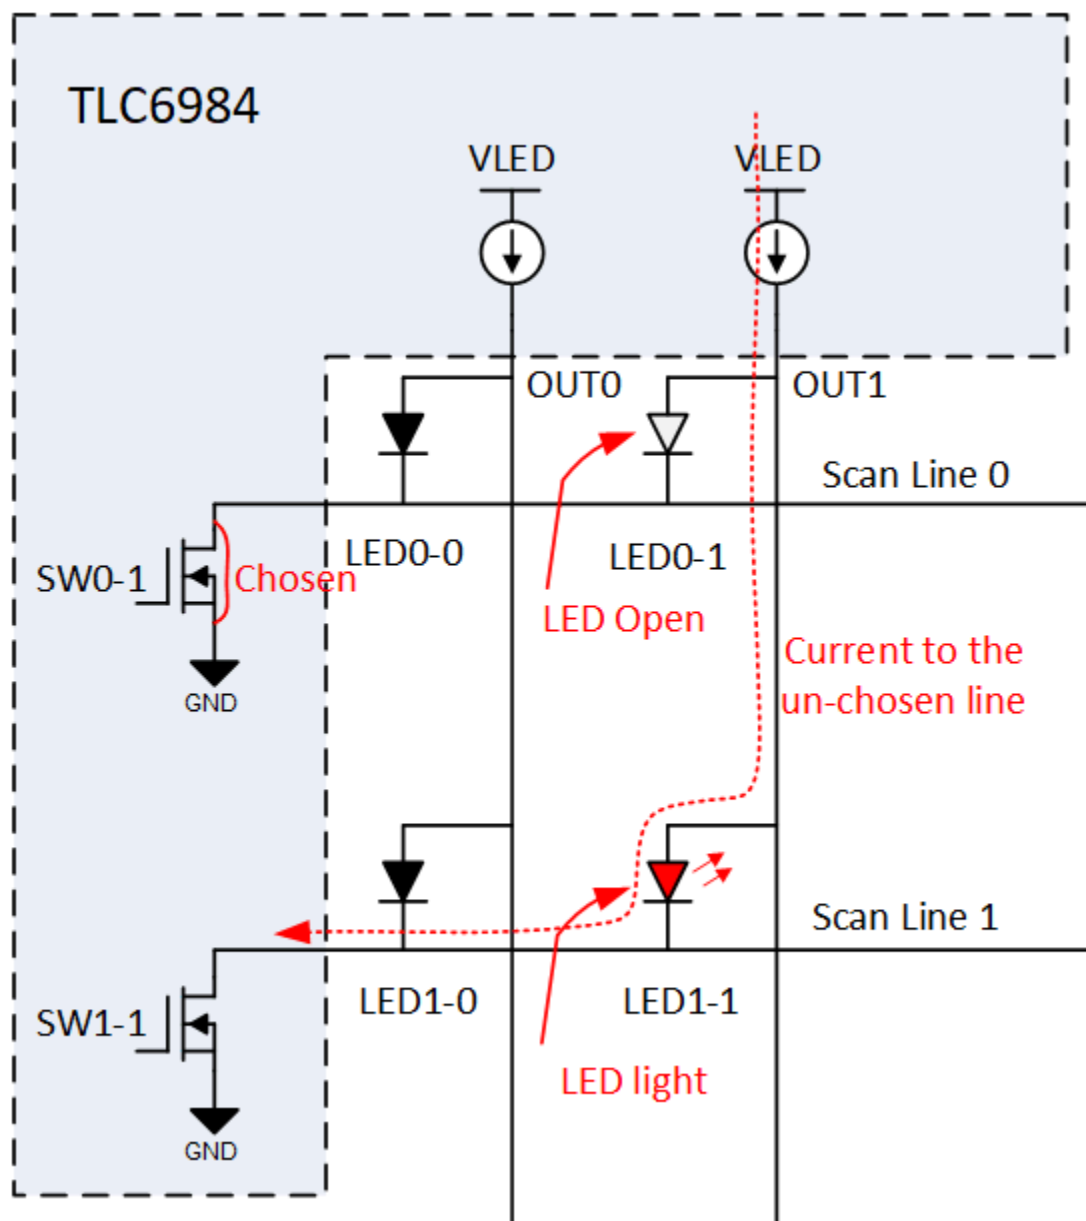 TLC6984
VLED
VLED
OUT0
OUT1
Scan Line 0
LED0-0
LED0-1
SW0-1
Chosen
LED Open
GND
Current to the
un-chosen line
Scan Line 1
LED1-0
LED1-1
SW1-1
LED light
GND